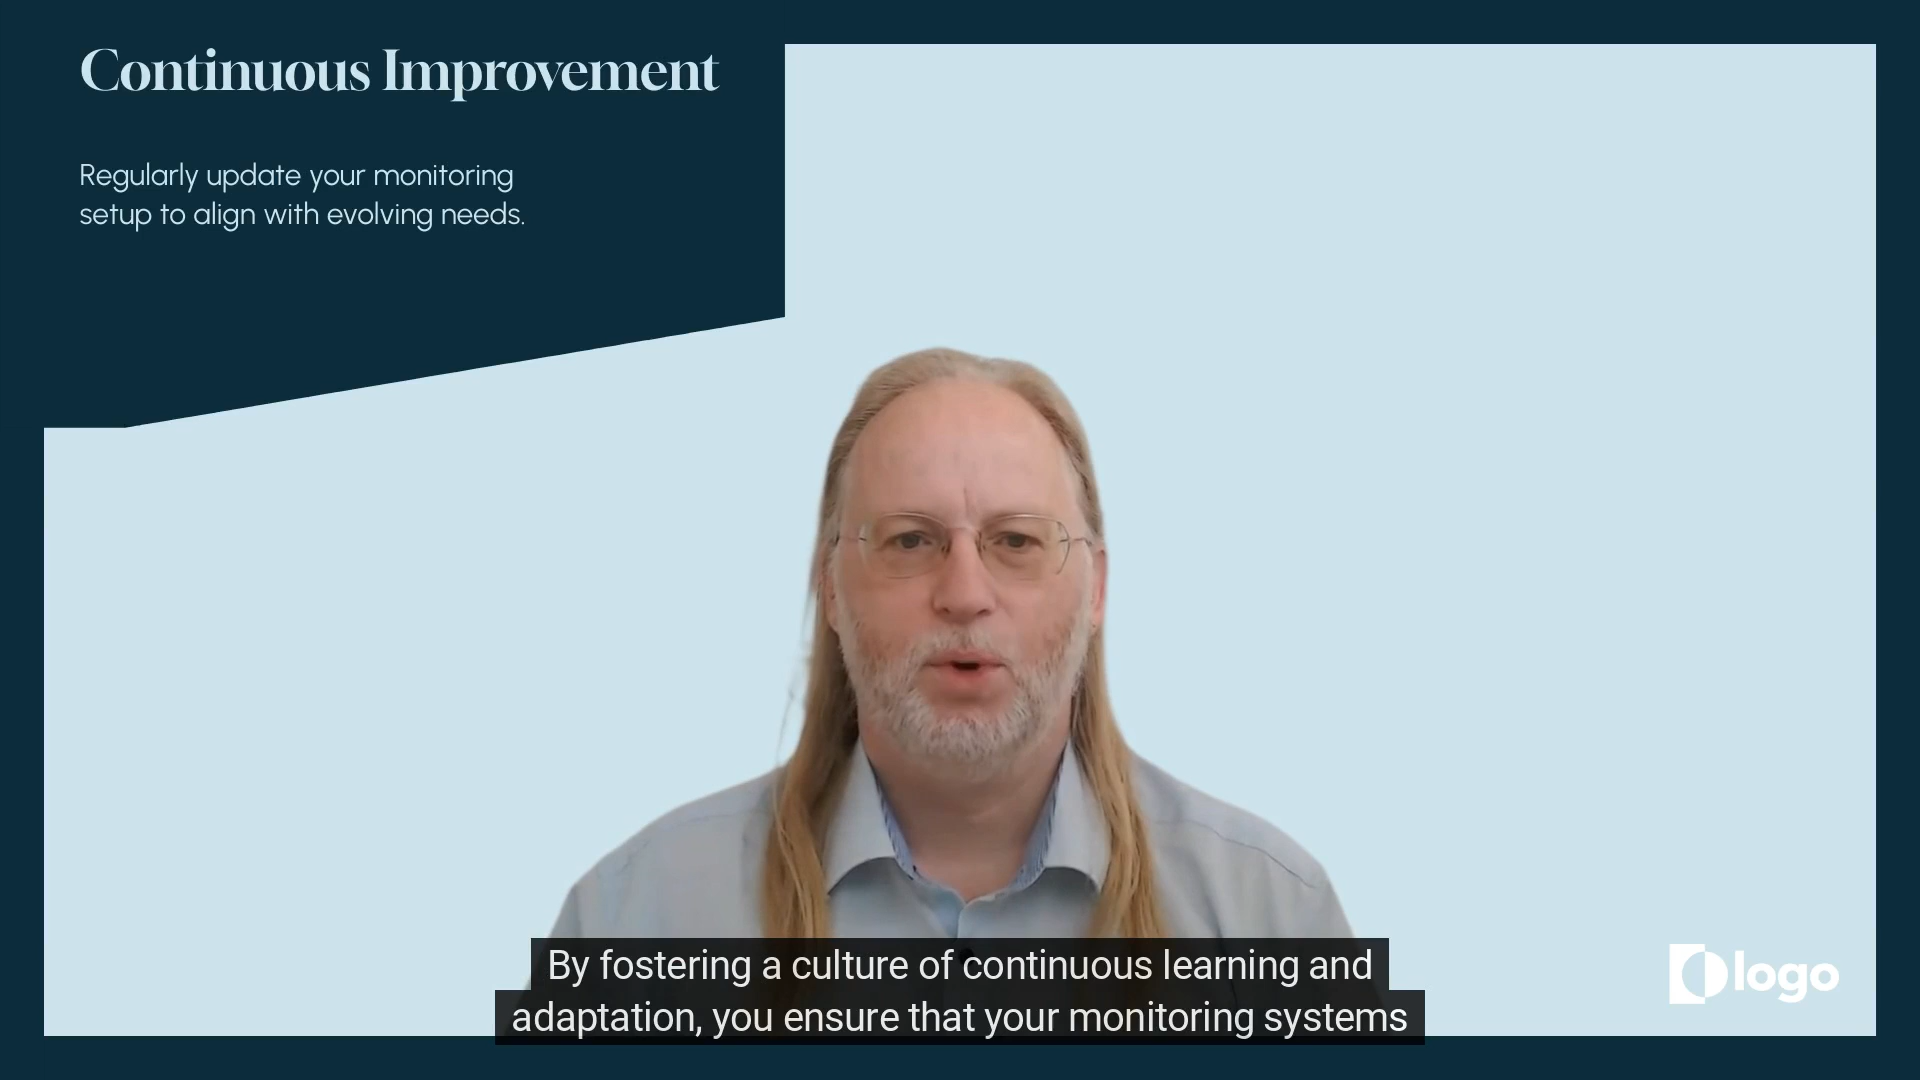 Continuous Improvement
Regularly update your monitoring
setup to align with evolving needs.
By fostering a culture of continuous learning and
adaptation, you ensure that your monitoring systems
logo